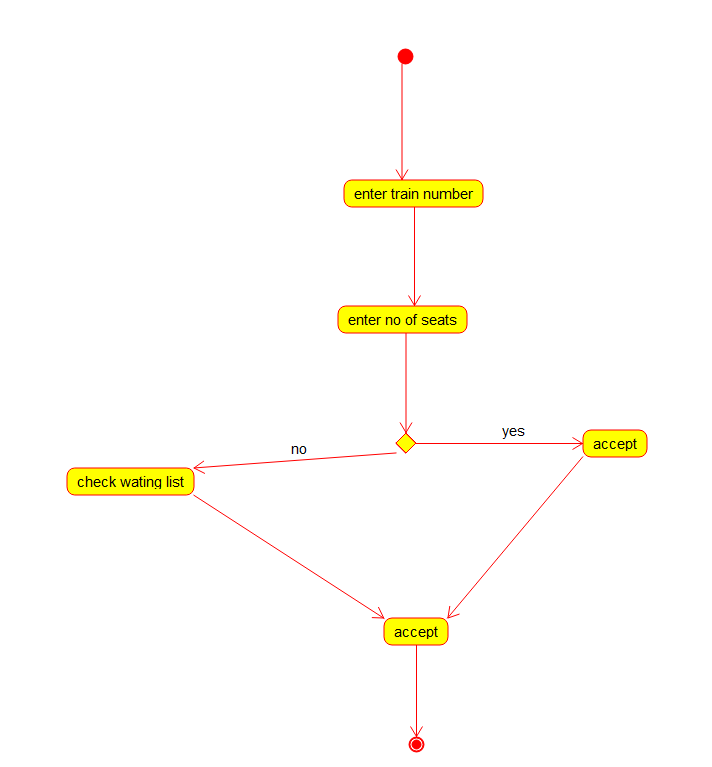 enter train number
enter no of seats
yes
accept
no
check wating list
accept